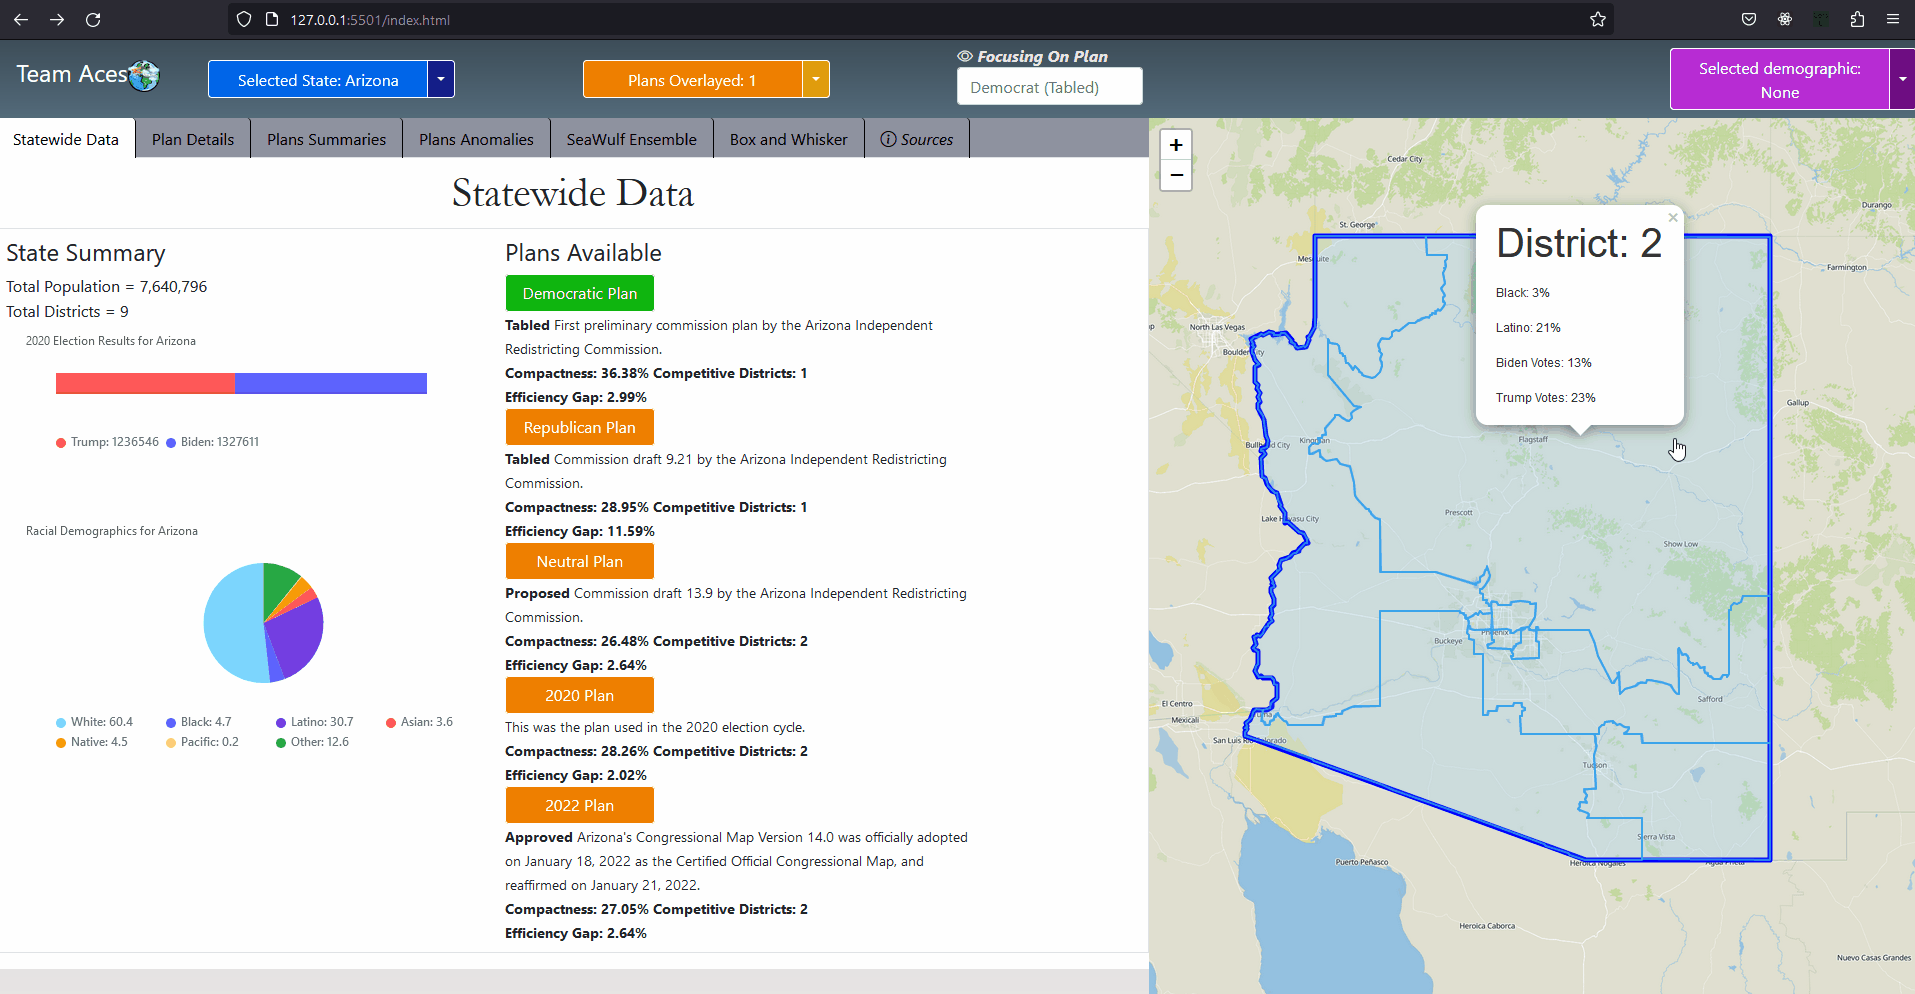 127.0.0.1:5501/index.html
Team Aces
Selected State: Arizona
Plans Overlayed: 1
Focusing On Plan
Democrat (Tabled)
Selected demographic:
None
Statewide Data
Plan Details
Plans Summaries
Plans Anomalies
SeaWulf Ensemble
Box and Whisker
Sources
Statewide Data
State Summary
Total Population = 7,640,796
Total Districts = 9
2020 Election Results for Arizona
Trump: 1236546 Biden: 1327611
Racial Demographics for Arizona
White: 60.4 Black: 4.7 Latino: 30.7 Asian: 3.6
Native: 4.5 Pacific: 0.2 Other: 12.6
Plans Available
Democratic Plan
Tabled First preliminary commission plan by the Arizona Independent
Redistricting Commission.
Compactness: 36.38% Competitive Districts: 1
Efficiency Gap: 2.99%
Republican Plan
Tabled Commission draft 9.21 by the Arizona Independent Redistricting
Commission.
Compactness: 28.95% Competitive Districts: 1
Efficiency Gap: 11.59%
Neutral Plan
Proposed Commission draft 13.9 by the Arizona Independent Redistricting
Commission.
Compactness: 26.48% Competitive Districts: 2
Efficiency Gap: 2.64%
2020 Plan
This was the plan used in the 2020 election cycle.
Compactness: 28.26% Competitive Districts: 2
Efficiency Gap: 2.02%
2022 Plan
Approved Arizona's Congressional Map Version 14.0 was officially adopted
on January 18, 2022 as the Certified Official Congressional Map, and
reaffirmed on January 21, 2022.
Compactness: 27.05% Competitive Districts: 2
Efficiency Gap: 2.64%
+
−
Cedar City
Durango
St. George
District: 2
×
Black: 3%
Latino: 21%
Biden Votes: 13%
Trump Votes: 23%
Mesquite
Farmington
North Las Vegas
Boulder City
Gallup
Flagstaff
Bullhead City
Kingman
Lake Havasu City
Prescott
Show Low
Buckeye
Phoenix
Safford
El Centro
Mexicali
Yuma
San Luis Río Colorado
Tucson
Sierra Vista
Heroica Nogales
Agua Prieta
Puerto Peñasco
Heroica Caborca
Nuevo Casas Grandes